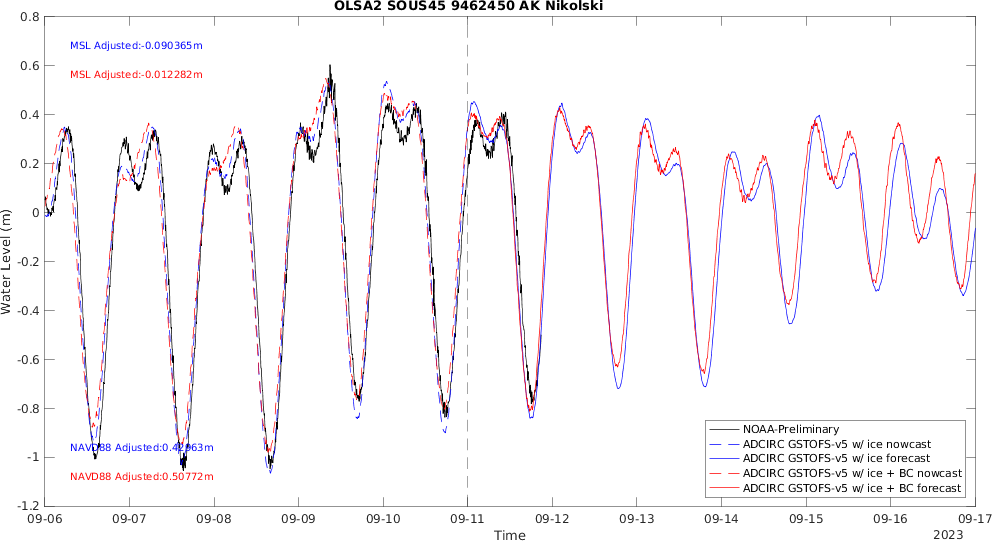 OLSA2 SOUS45 9462450 AK Nikolski
0.8
0.6
0.4
0.2
0
-0.2
-0.4
-0.6
-0.8
-1
-1.2
Water Level (m)
MSL Adjusted:-0.090365m
MSL Adjusted:-0.012282m
NAVD88 Adjusted:0.42963m
NAVD88 Adjusted:0.50772m
NOAA-Preliminary
ADCIRC GSTOFS-v5 w/ ice nowcast
ADCIRC GSTOFS-v5 w/ ice forecast
ADCIRC GSTOFS-v5 w/ ice + BC nowcast
ADCIRC GSTOFS-v5 w/ ice + BC forecast
09-06 09-07 09-08 09-09 09-10 09-11 09-12 09-13 09-14 09-15 09-16 09-17
Time
2023